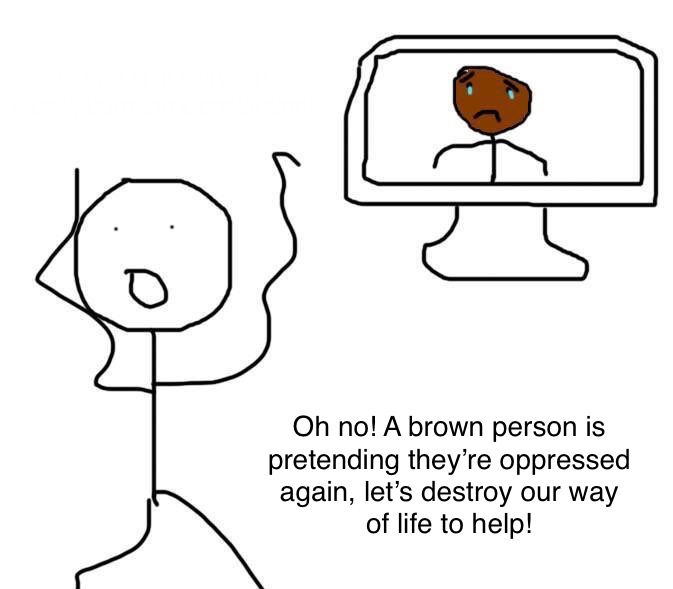 Oh no! A brown person is
pretending they’re oppressed
again, let’s destroy our way
of life to help!